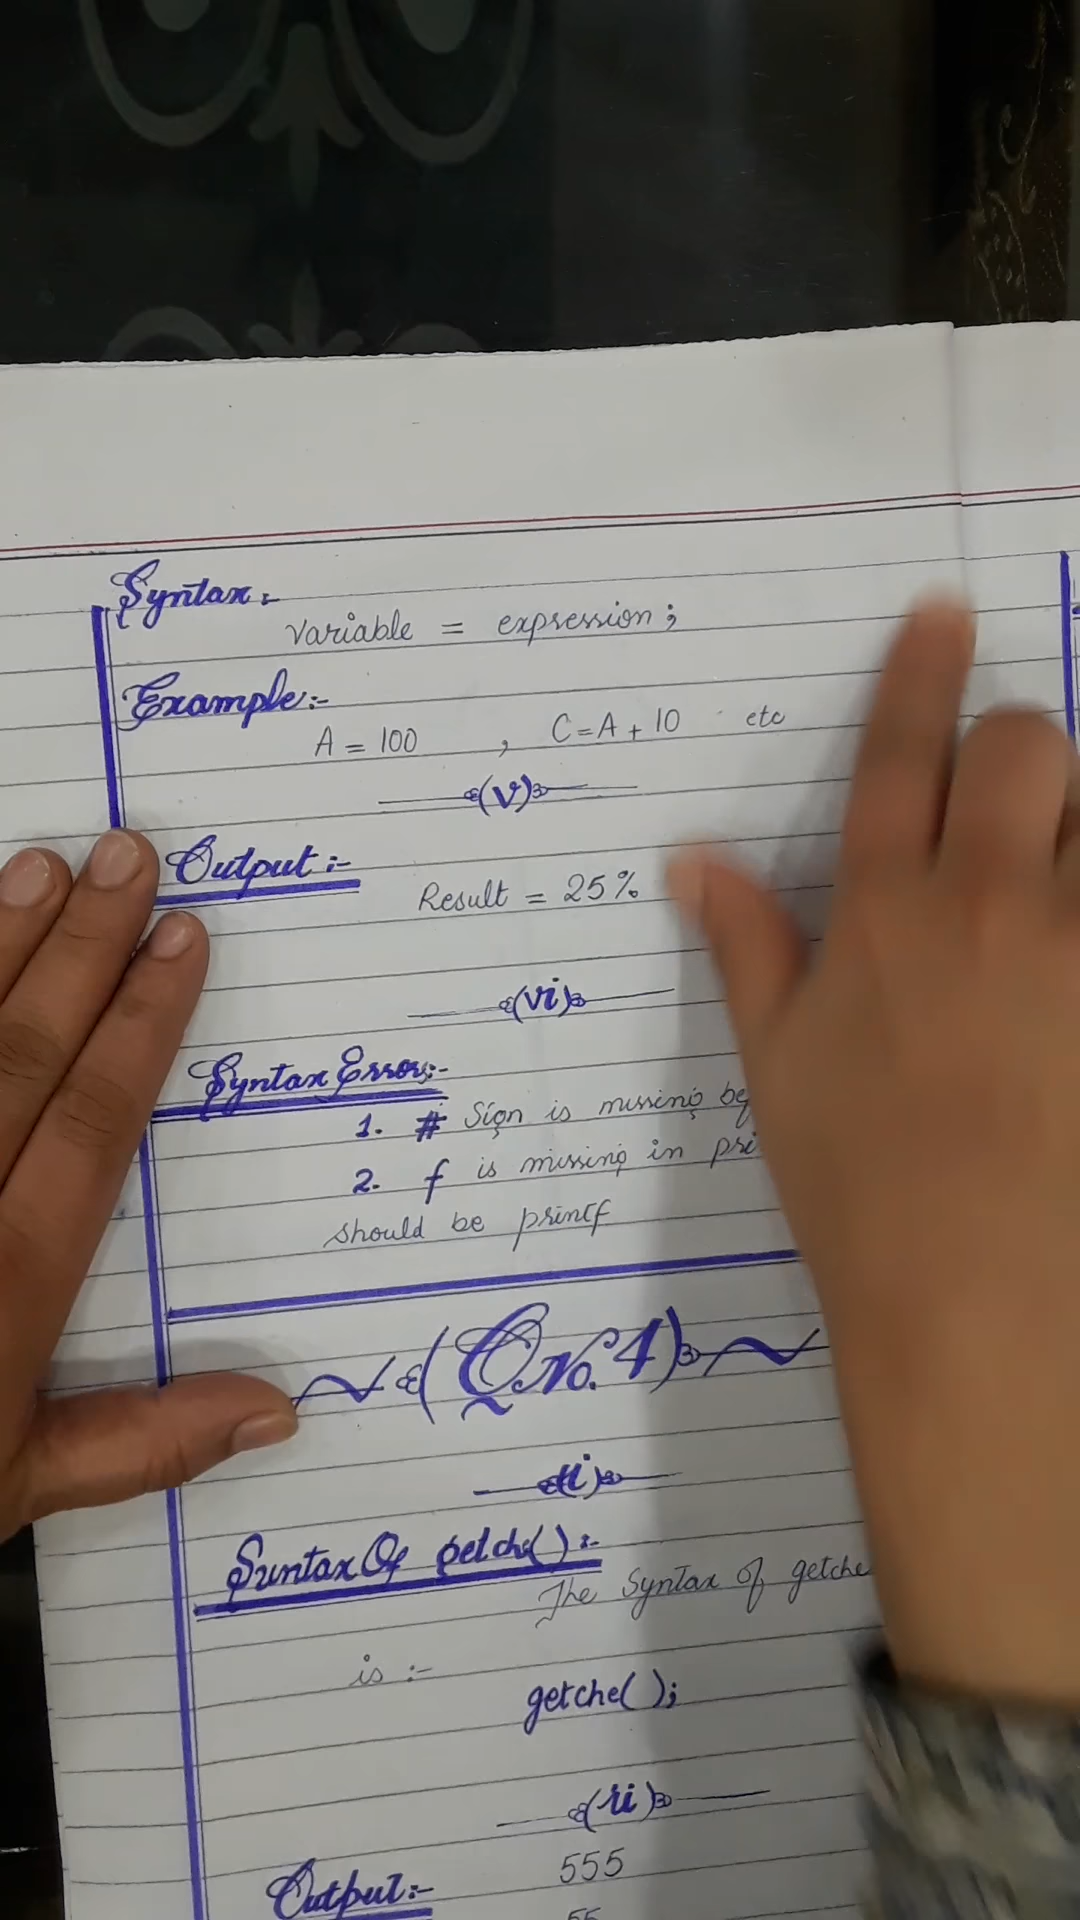 Syntax:-
variable = expression;
Example:-
A = 100 , C=A+10 etc
(v)
Output:-
Result = 25%
(vi)
Syntax Error:-
1. # Sign is missing
2. f is missing in
should be printf
(Q No. 4)
(i)
Syntax Of getche():-
The Syntax of getche
is:-
getche( );
(ii)
555
Output:-
55